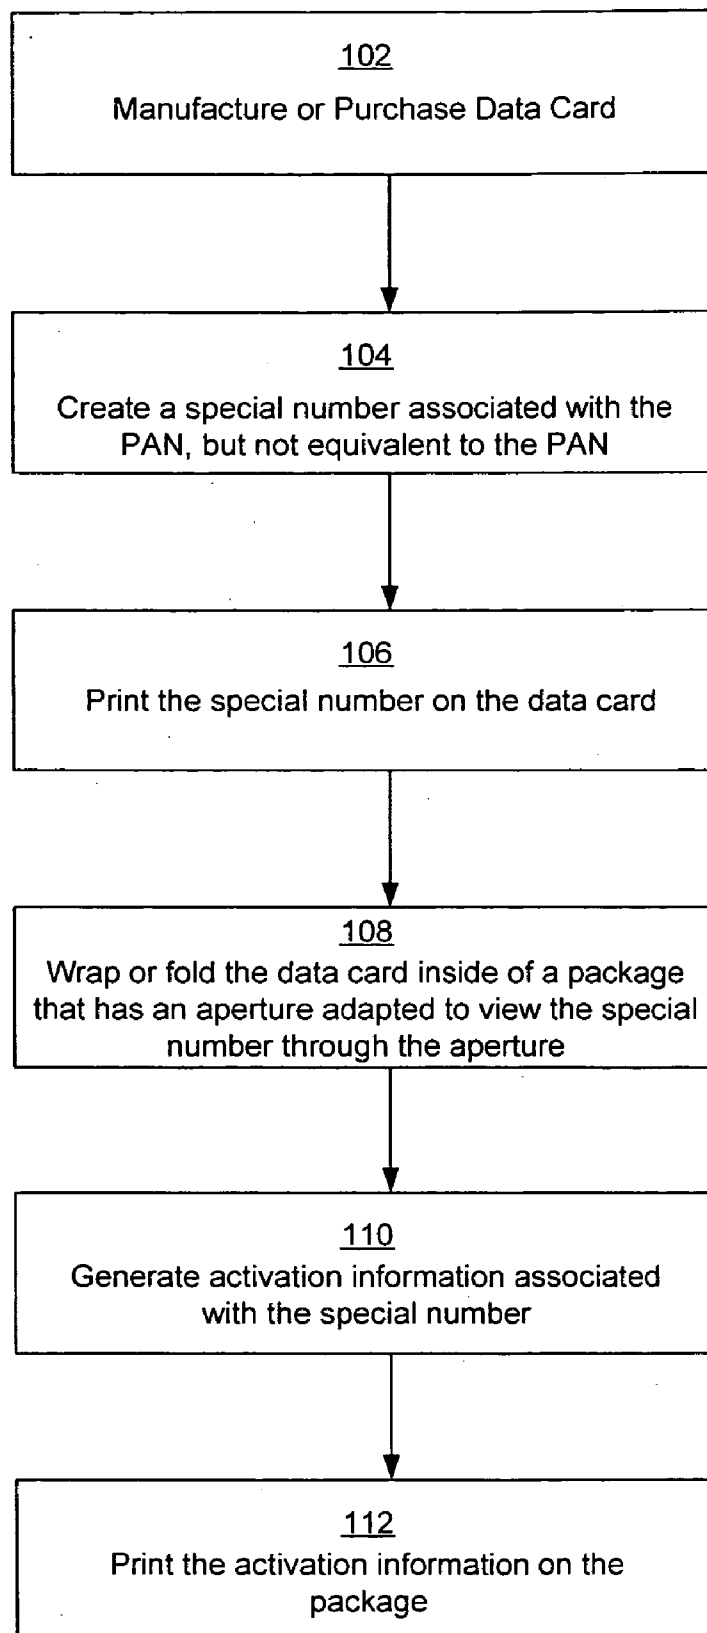 102
Manufacture or Purchase Data Card
104
Create a special number associated with the
PAN, but not equivalent to the PAN
106
Print the special number on the data card
108
Wrap or fold the data card inside of a package
that has an aperture adapted to view the special
number through the aperture
110
Generate activation information associated
with the special number
112
Print the activation information on the
package